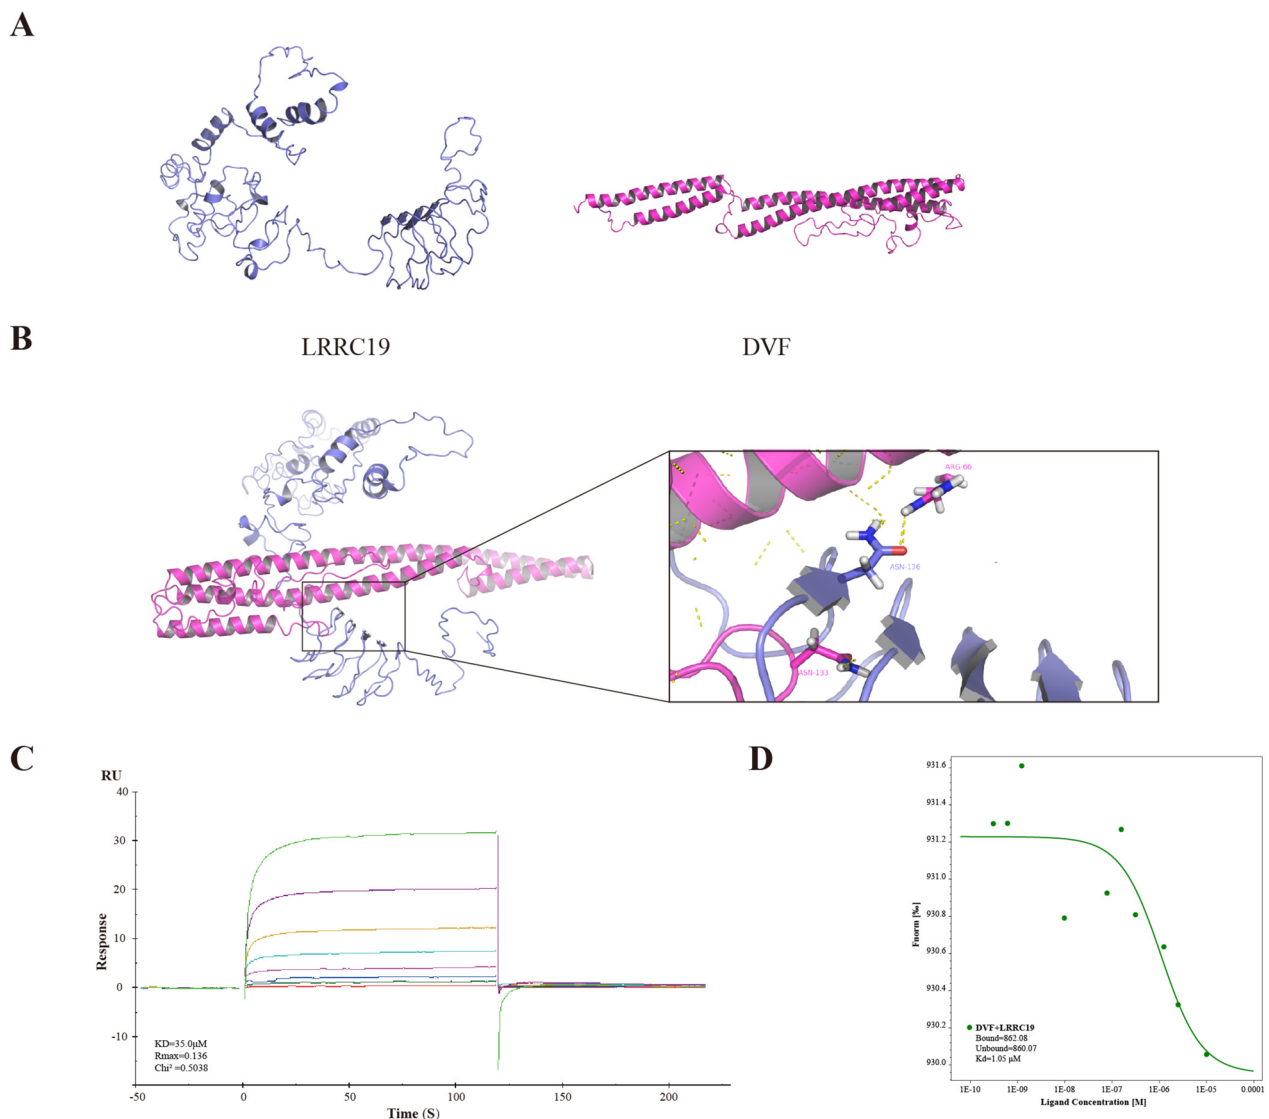 A
B
LRRC19
DVF
ARG-66
ASN-136
ASN-133
C
RU
40
30
20
10
0
-10
Response
KD=35.0μM
Rmax=0.136
Chi² =0.5038
-50
0
50
100
150
200
Time (S)
D
931.6
931.4
931.2
931.0
930.8
930.6
930.4
930.2
930.0
Fnorm [‰]
DVF+LRRC19
Bound=862.08
Unbound=860.07
Kd=1.05 μM
1E-10
1E-09
1E-08
1E-07
1E-06
1E-05
0.0001
Ligand Concentration [M]